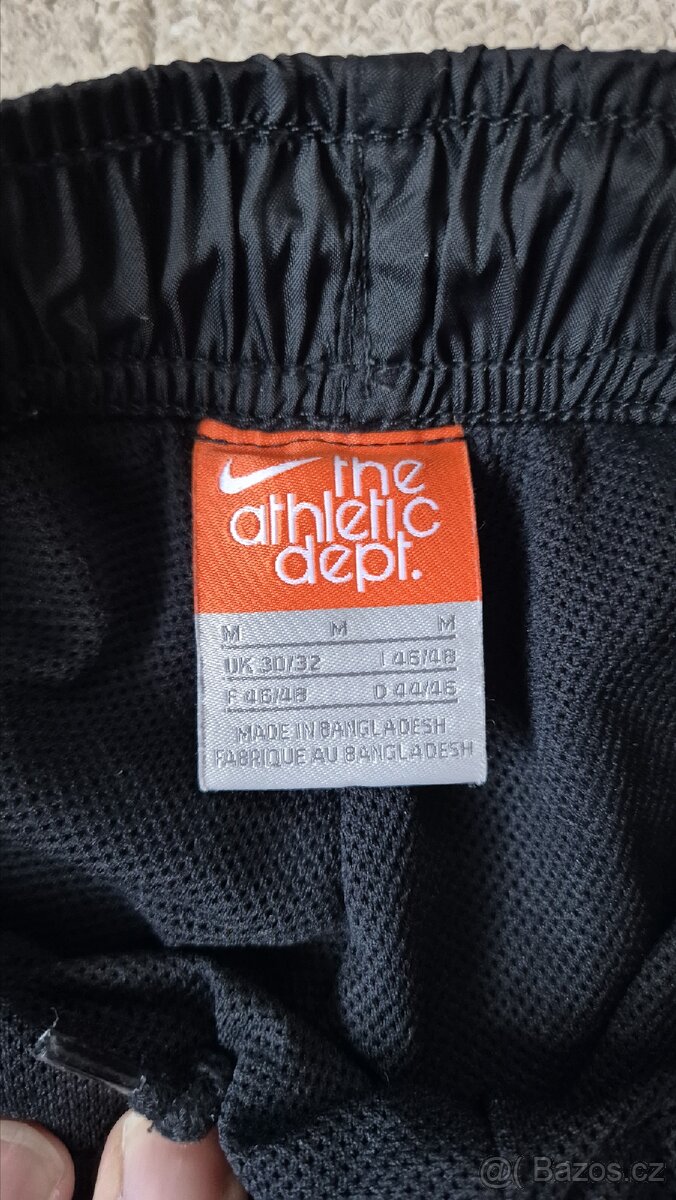 the
athletic
dept.
M M M
UK 30/32 I 46/48
F 46/48 D 44/46
MADE IN BANGLADESH
FABRIQUE AU BANGLADESH
@( Bazos.cz